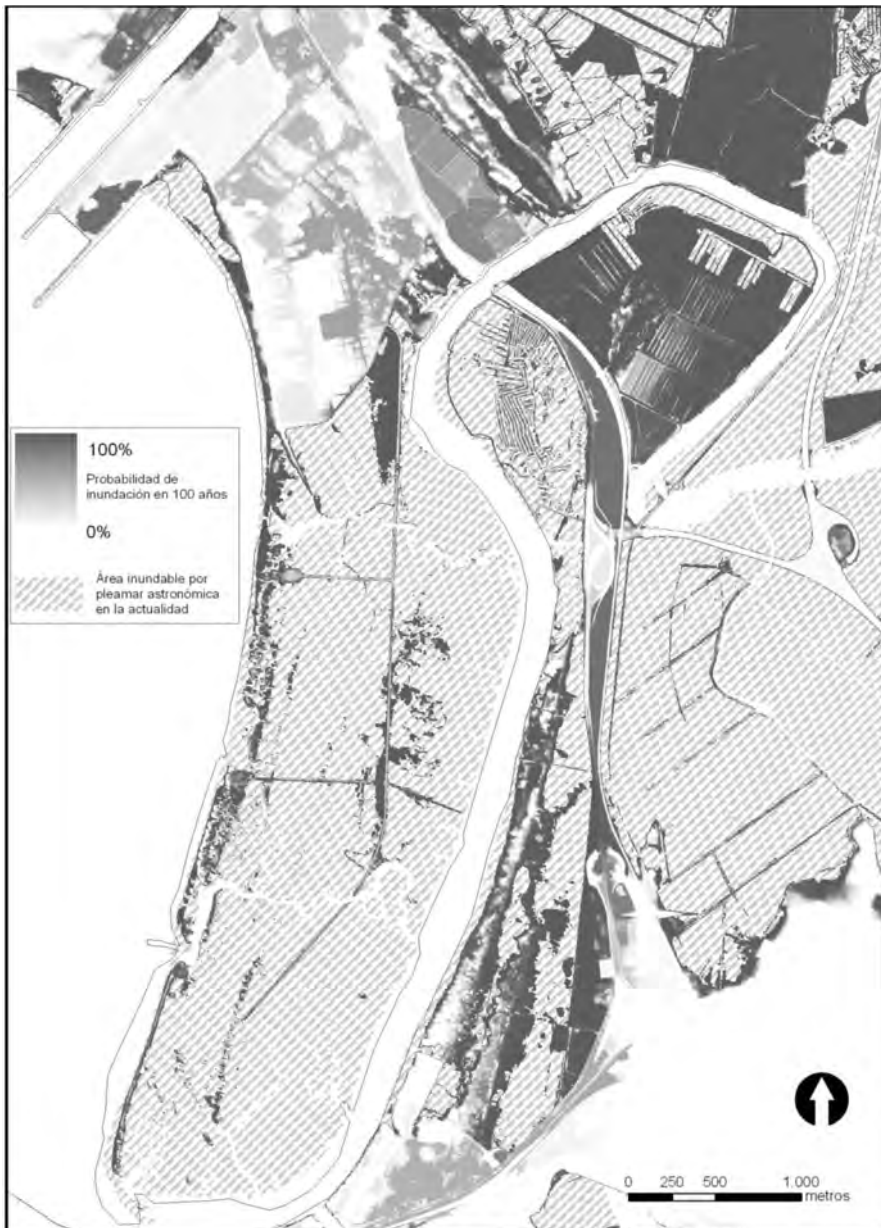 100%
Probabilidad de
inundación en 100 años
0%
Área inundable por
pleamar astronómica
en la actualidad
0 250 500 1.000
metros